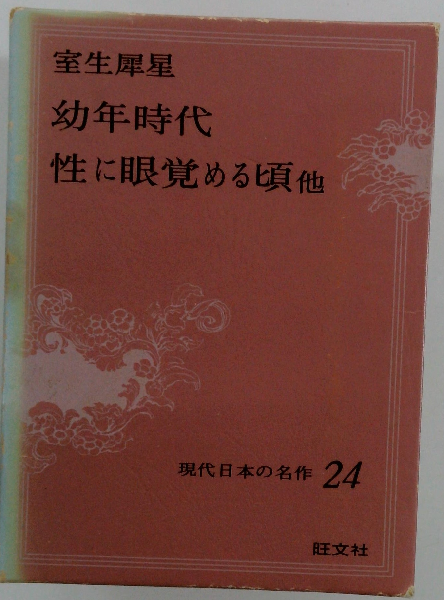 室生犀星
幼年時代
性に眼覚める頃 他
現代日本の名作 24
旺文社